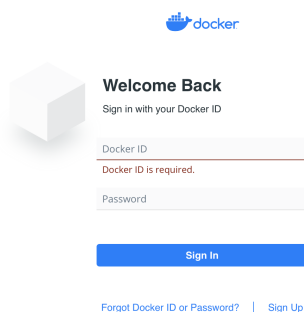 docker
Welcome Back
Sign in with your Docker ID
Docker ID
Docker ID is required.
Password
Sign In
Forgot Docker ID or Password? | Sign Up